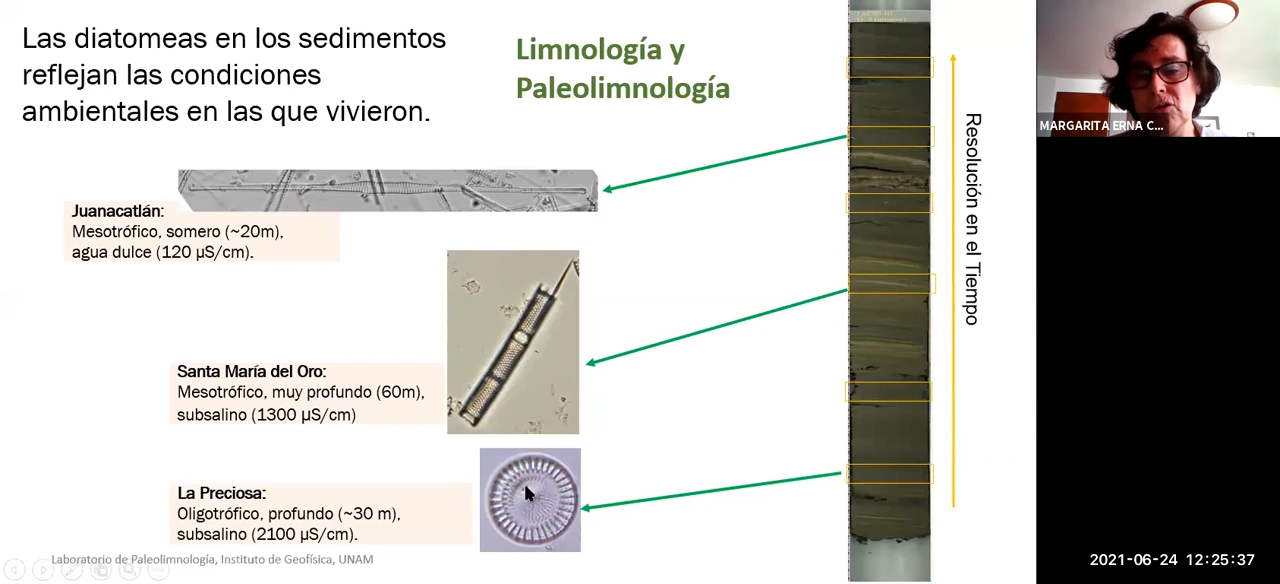 Las diatomeas en los sedimentos
reflejan las condiciones
ambientales en las que vivieron.
Limnología y
Paleolimnología
Juanacatlán:
Mesotrófico, somero (~20m),
agua dulce (120 µS/cm).
Santa María del Oro:
Mesotrófico, muy profundo (60m),
subsalino (1300 µS/cm)
La Preciosa:
Oligotrófico, profundo (~30 m),
subsalino (2100 µS/cm).
Laboratorio de Paleolimnología, Instituto de Geofísica, UNAM
Resolución en el Tiempo
MARGARITA ERNA C...
2021-06-24 12:25:37